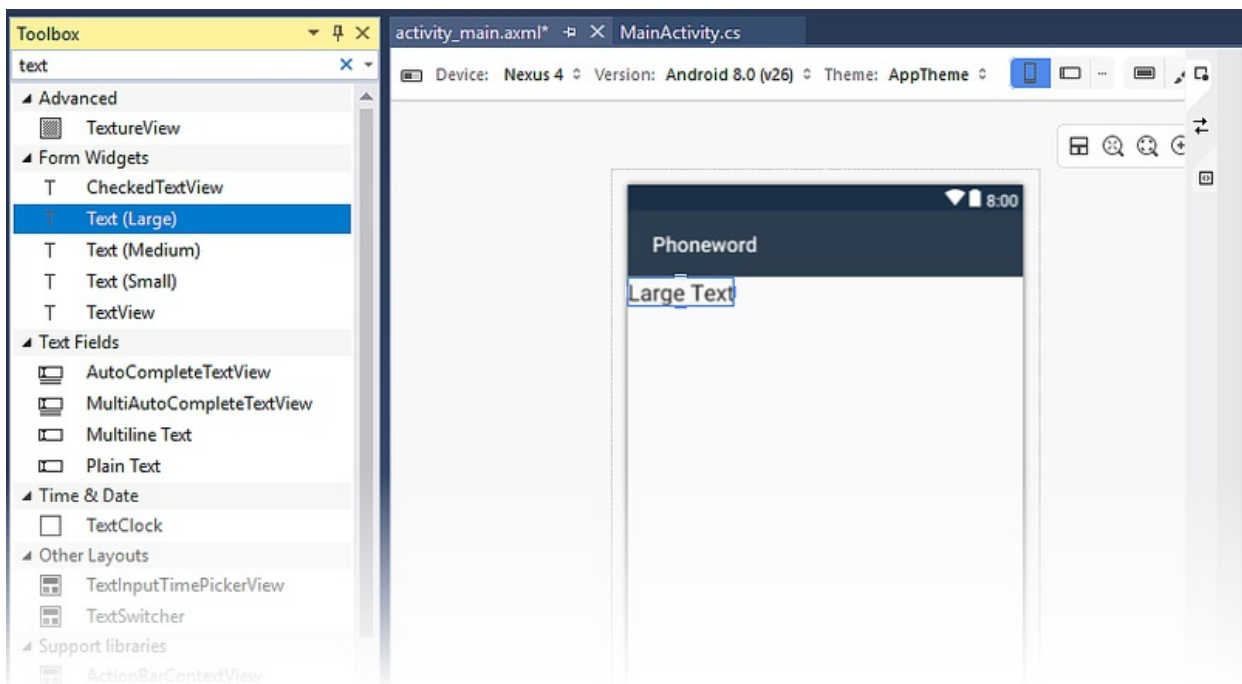 Toolbox
text
Advanced
TextureView
Form Widgets
T CheckedTextView
T Text (Large)
T Text (Medium)
T Text (Small)
T TextView
Text Fields
AutoCompleteTextView
MultiAutoCompleteTextView
Multiline Text
Plain Text
Time & Date
TextClock
Other Layouts
TextInputTimePickerView
TextSwitcher
Support libraries
ActionBarContextView
activity_main.axml* MainActivity.cs
Device: Nexus 4 Version: Android 8.0 (v26) Theme: AppTheme ...
8:00
Phoneword
Large Text